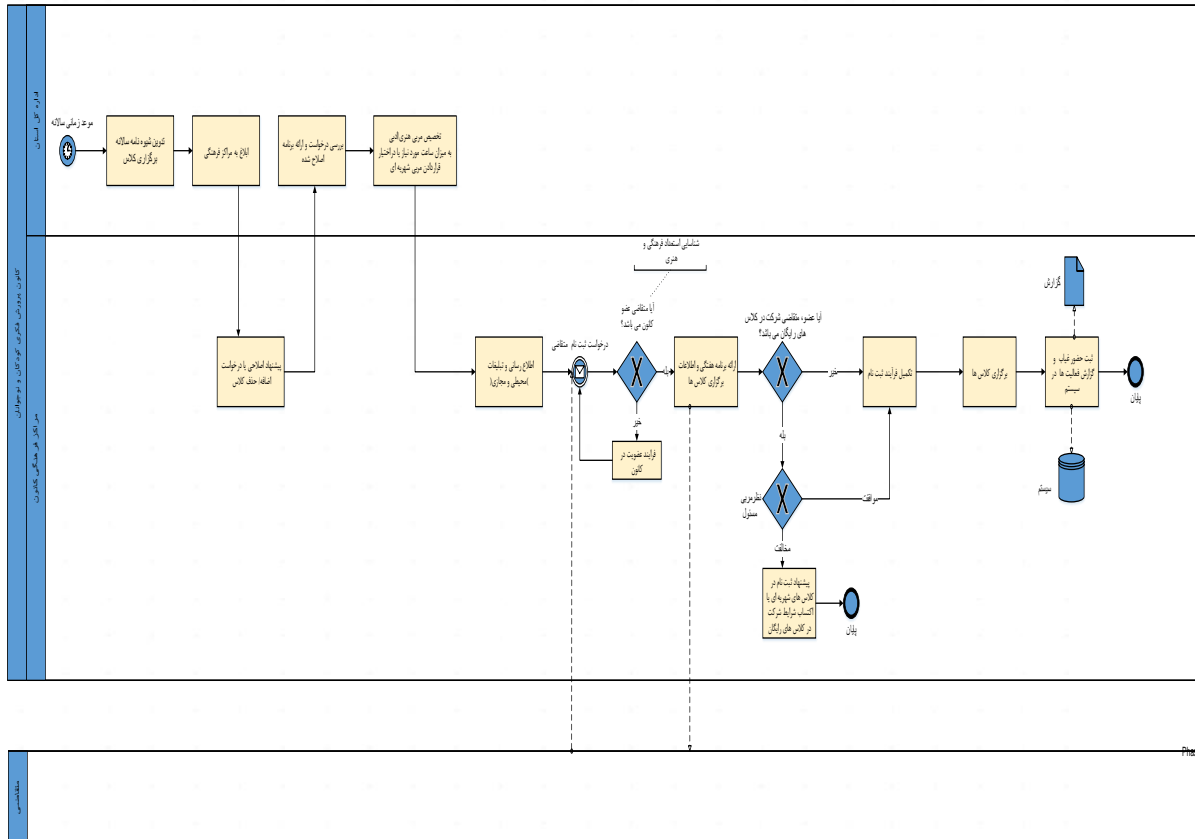 کانون پرورش فکری کودکان و نوجوانان
اداره کل استان
موعد زمانی سالانه
تدوین شیوه نامه سالانه
برگزاری کلاس
ابلاغ به مراکز فرهنگی
بررسی درخواست و ارائه برنامه
اصلاح شده
تخصیص مربی هنری/ادبی
به میزان ساعت مورد نیاز یا در اختیار
قراردادن مربی شهریه ای
مراکز فرهنگی کانون
پیشنهاد اصلاحی یا درخواست
اضافه/ حذف کلاس
اطلاع رسانی و تبلیغات
)محیطی و مجازی(
درخواست ثبت نام متقاضی
شناسایی استعداد فرهنگی و
هنری
آیا متقاضی عضو
کانون می باشد؟
بله
خیر
فرآیند عضویت در
کانون
ارائه برنامه هفتگی و اطلاعات
برگزاری کلاس ها
آیا عضو، متقاضی شرکت در کلاس
های رایگان می باشد؟
خیر
بله
نظرمربی
مسئول
موافقت
مخالفت
پیشنهاد ثبت نام در
کلاس های شهریه ای یا
اکتساب شرایط شرکت
در کلاس های رایگان
پایان
تکمیل فرآیند ثبت نام
برگزاری کلاس ها
ثبت حضور غیاب و
گزارش فعالیت ها در
سیستم
گزارش
سیستم
پایان
متقاضی
Pha